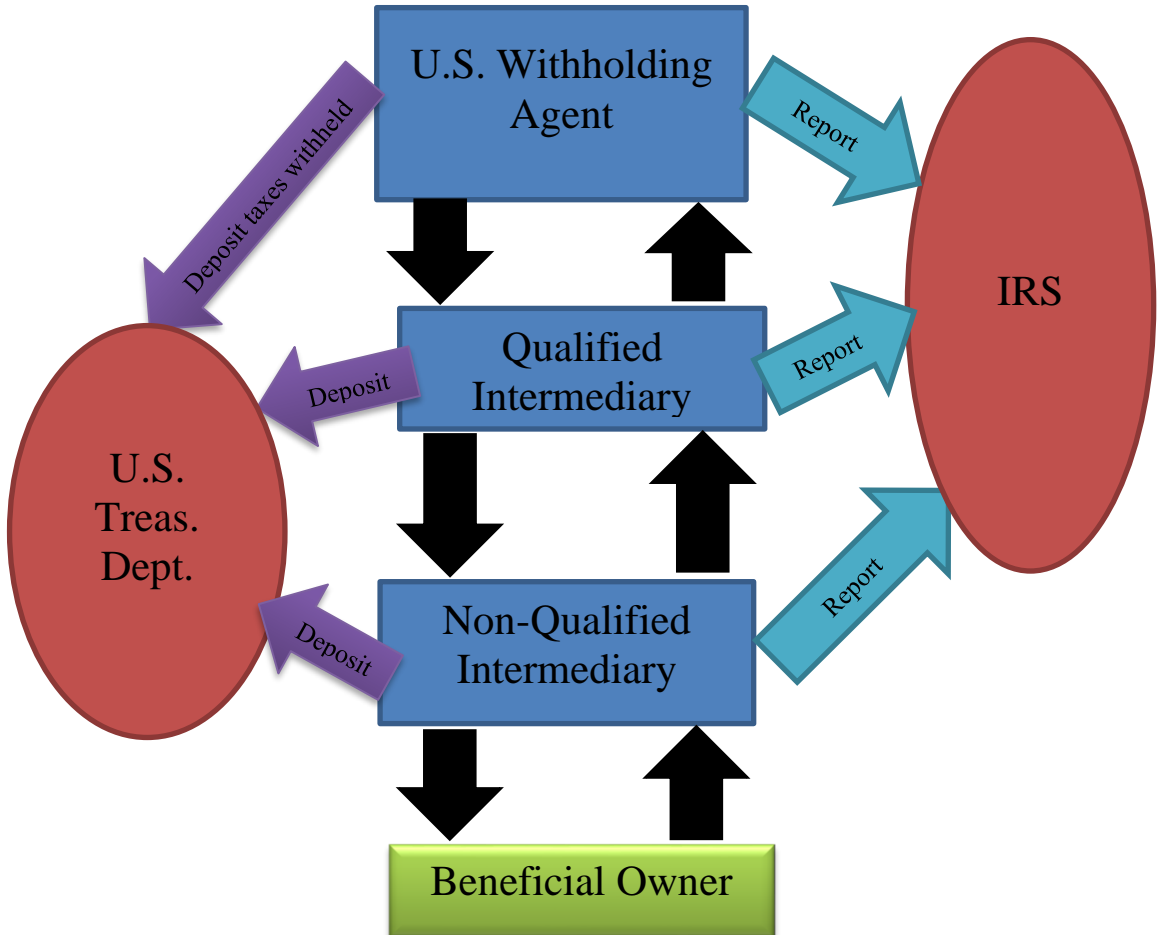 U.S. Withholding
Agent
Report
Deposit taxes withheld
IRS
Qualified
Intermediary
Report
Deposit
U.S.
Treas.
Dept.
Non-Qualified
Intermediary
Report
Deposit
Beneficial Owner